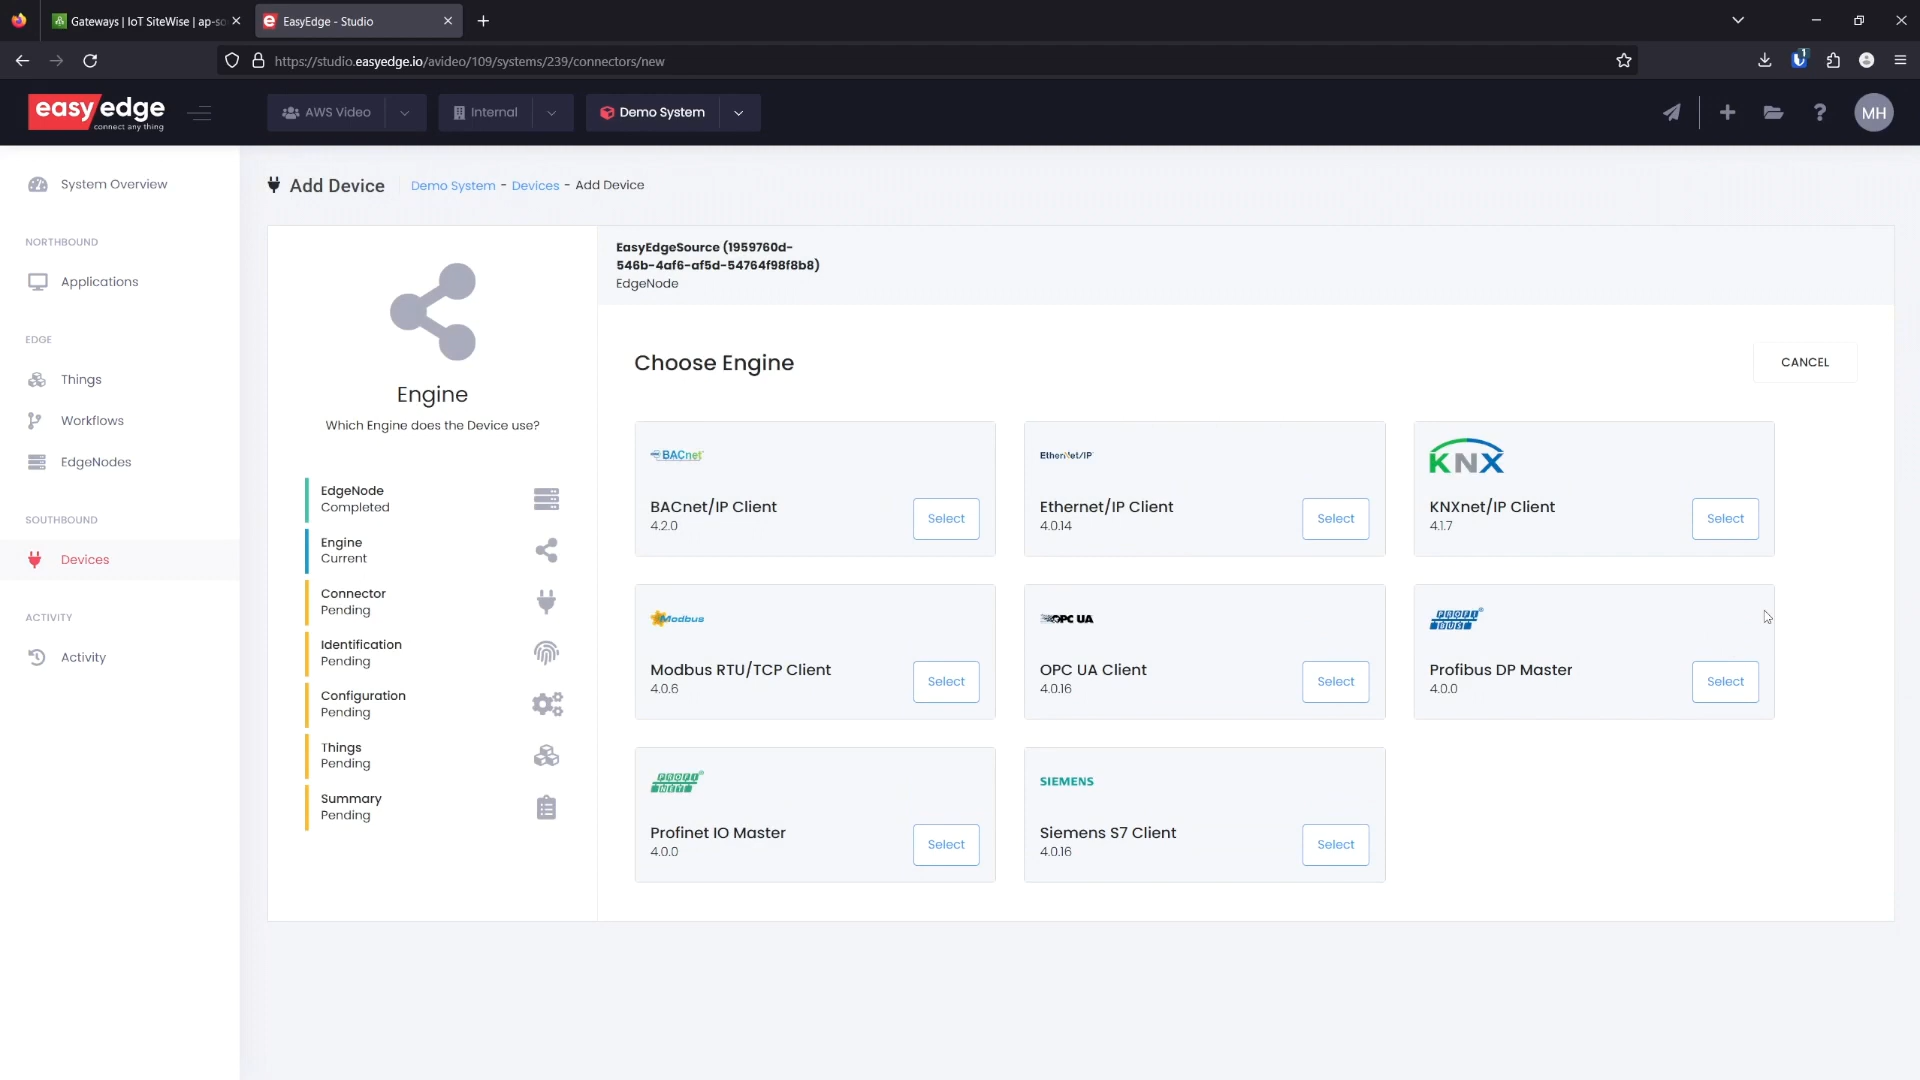 Gateways | IoT SiteWise | ap-so
EasyEdge - Studio
https://studio.easyedge.io/avideo/109/systems/239/connectors/new
1
easy edge
connect any thing
AWS Video
Internal
Demo System
MH
System Overview
NORTHBOUND
Applications
EDGE
Things
Workflows
EdgeNodes
SOUTHBOUND
Devices
ACTIVITY
Activity
Add Device
Demo System - Devices - Add Device
Engine
Which Engine does the Device use?
EdgeNode
Completed
Engine
Current
Connector
Pending
Identification
Pending
Configuration
Pending
Things
Pending
Summary
Pending
EasyEdgeSource (1959760d-
546b-4af6-af5d-54764f98f8b8)
EdgeNode
Choose Engine
CANCEL
BACnet
BACnet/IP Client
4.2.0
Select
EtherNet/IP
Ethernet/IP Client
4.0.14
Select
KNX
KNXnet/IP Client
4.1.7
Select
Modbus
Modbus RTU/TCP Client
4.0.6
Select
OPC UA
OPC UA Client
4.0.16
Select
PROFI
BUS
Profibus DP Master
4.0.0
Select
PROFI
NET
Profinet IO Master
4.0.0
Select
SIEMENS
Siemens S7 Client
4.0.16
Select